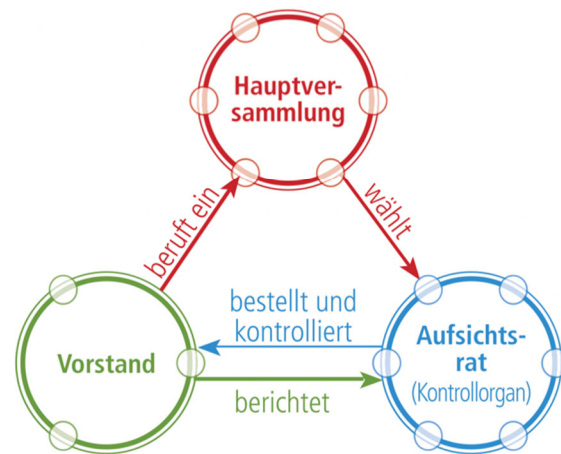 Hauptver-
sammlung
beruft ein
wählt
bestellt und
kontrolliert
Vorstand
Aufsichts-
rat
(Kontrollorgan)
berichtet